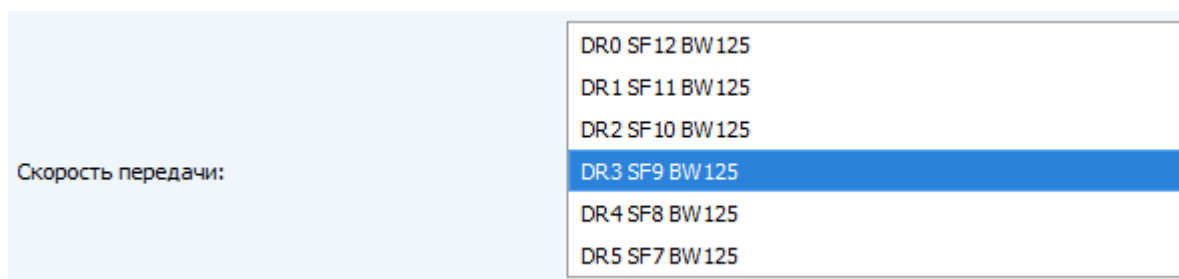 DR0 SF12 BW125
DR1 SF11 BW125
DR2 SF10 BW125
Скорость передачи:
DR3 SF9 BW125
DR4 SF8 BW125
DR5 SF7 BW125